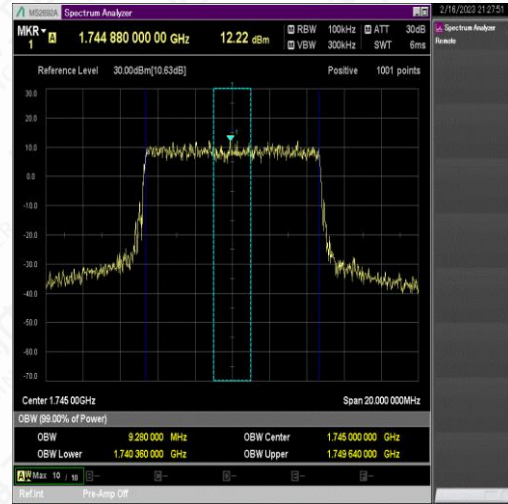 MS2692A Spectrum Analyzer 2/16/2023 21:27:51
MKR 1 A 1.744 880 000 00 GHz 12.22 dBm M RBW 100kHz M ATT 30dB
M VBW 300kHz SWT 6ms
Spectrum Analyzer
Remote
Reference Level 30.00dBm[10.63dB] Positive 1001 points
30.0
20.0
10.0
0.0
-10.0
-20.0
-30.0
-40.0
-50.0
-60.0
-70.0
1
Center 1.745 00GHz Span 20.000 000MHz
OBW (99.00% of Power)
OBW 9.280 000 MHz OBW Center 1.745 000 000 GHz
OBW Lower 1.740 360 000 GHz OBW Upper 1.749 640 000 GHz
A W Max 10 / 10
Ref.Int Pre-Amp Off